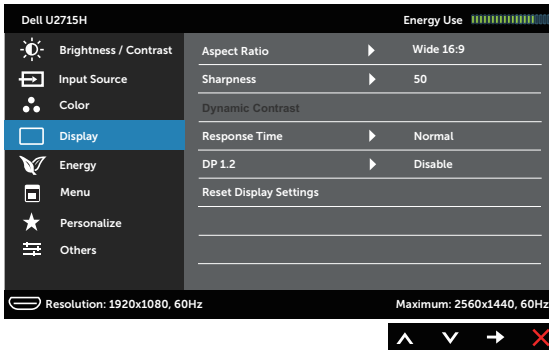 Dell U2715H Energy Use
Brightness / Contrast
Input Source
Color
Display
Energy
Menu
Personalize
Others
Aspect Ratio Wide 16:9
Sharpness 50
Dynamic Contrast
Response Time Normal
DP 1.2 Disable
Reset Display Settings
Resolution: 1920x1080, 60Hz Maximum: 2560x1440, 60Hz